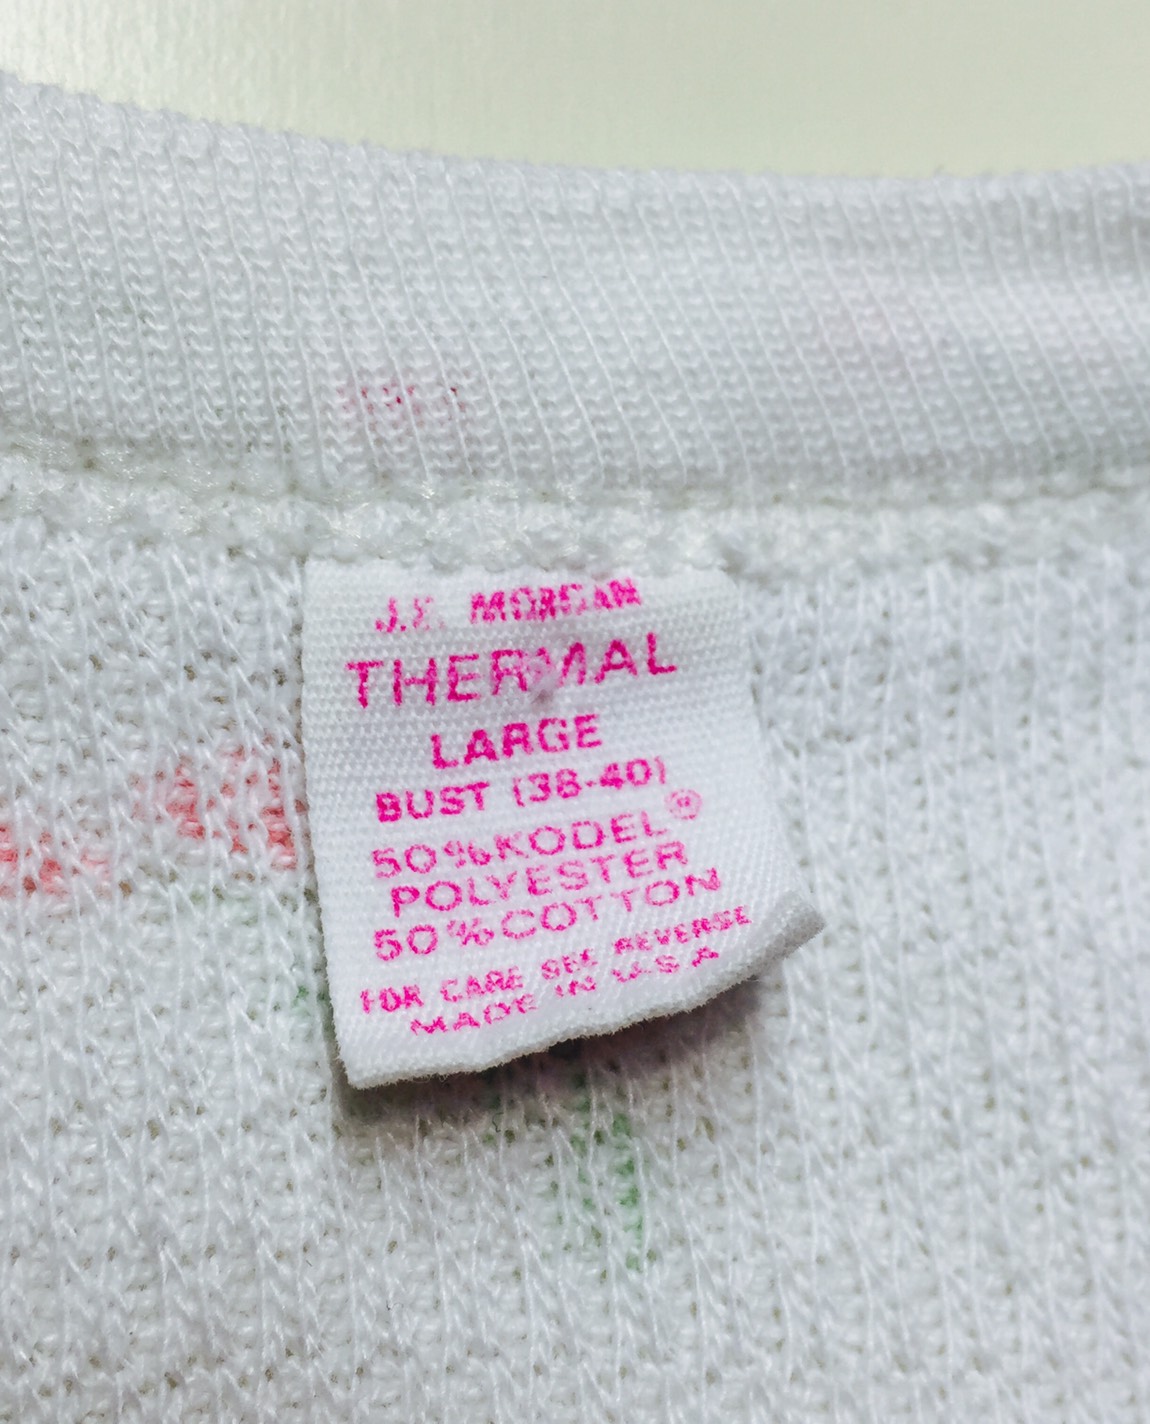 J.E. MORGAN
THERMAL
LARGE
BUST (38-40)
50% KODEL®
POLYESTER
50% COTTON
FOR CARE SEE REVERSE
MADE IN U.S.A